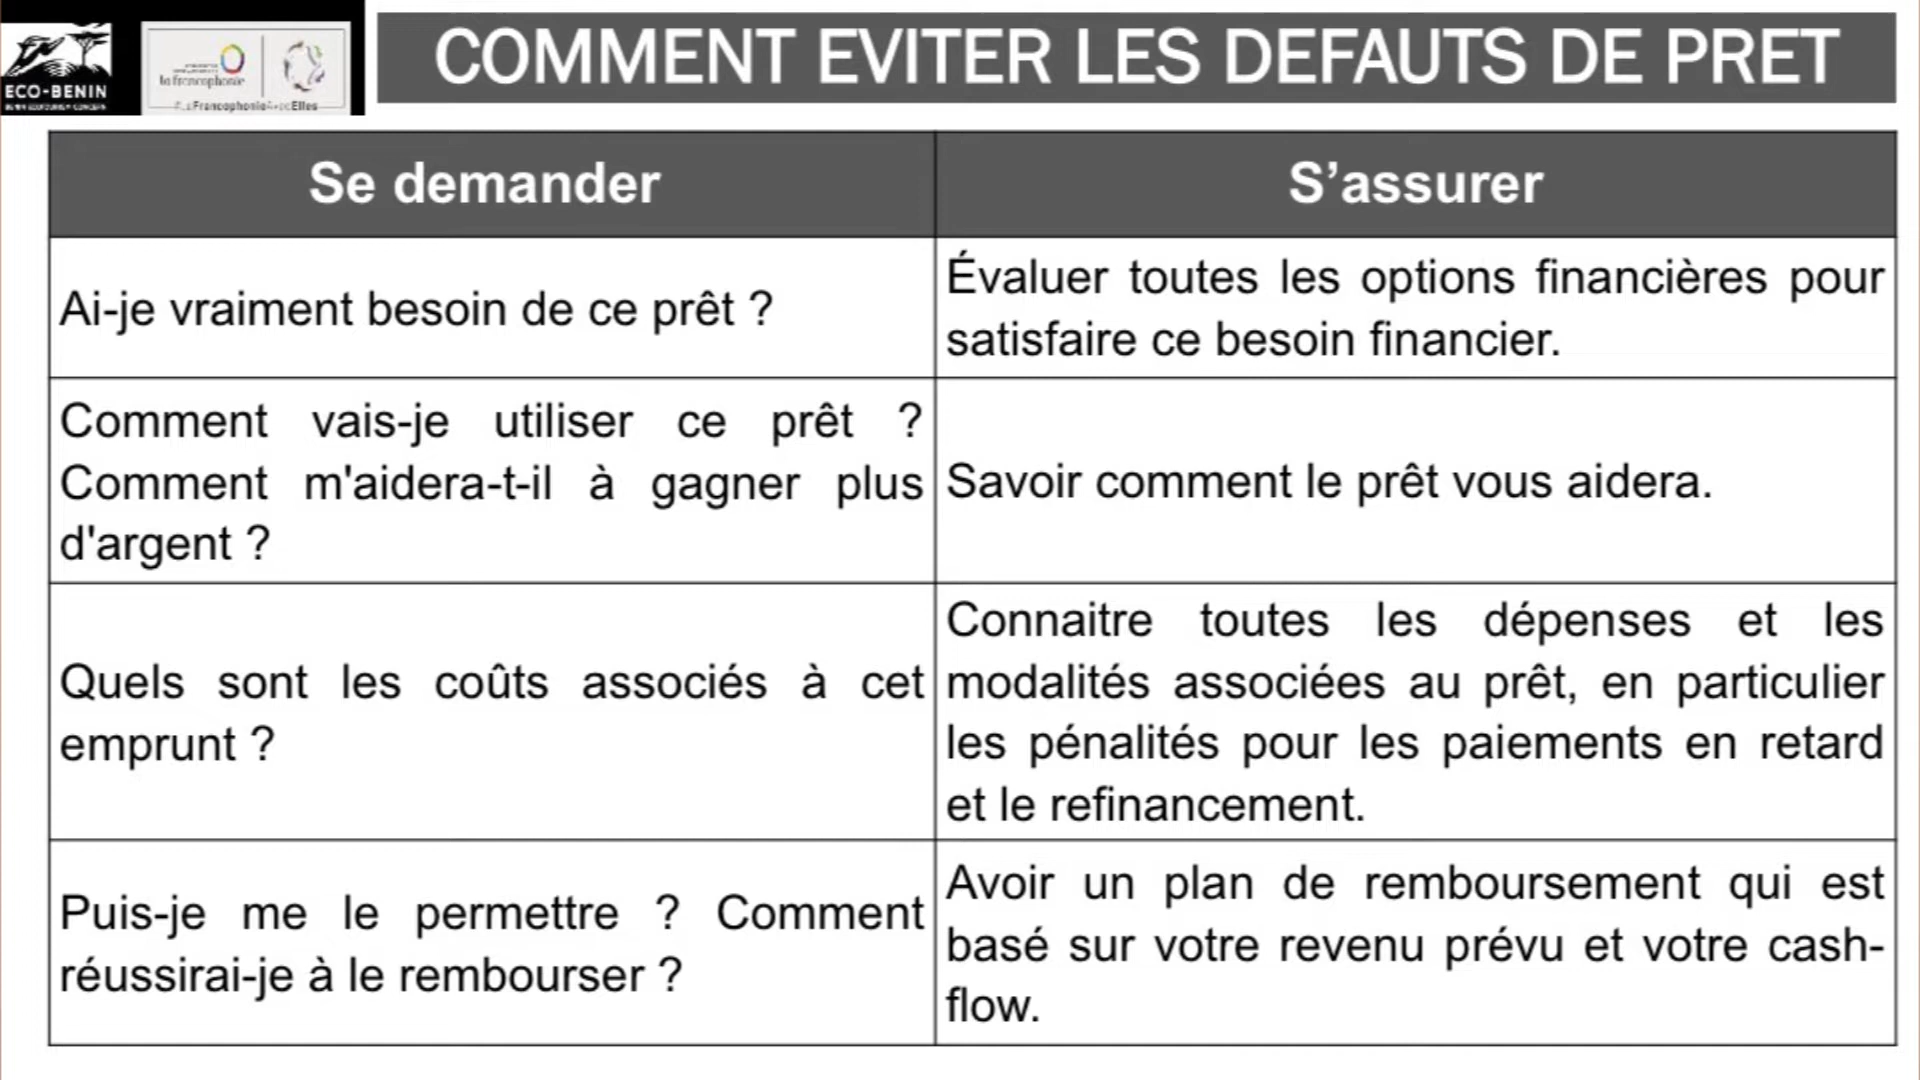 ECO-BENIN
BENIN ECOTOURISM CONCERN
la francophonie
COMMENT EVITER LES DEFAUTS DE PRET
Se demander
S’assurer
Ai-je vraiment besoin de ce prêt ?
Évaluer toutes les options financières pour
satisfaire ce besoin financier.
Comment vais-je utiliser ce prêt ?
Comment m'aidera-t-il à gagner plus
d'argent ?
Savoir comment le prêt vous aidera.
Quels sont les coûts associés à cet
emprunt ?
Connaitre toutes les dépenses et les
modalités associées au prêt, en particulier
les pénalités pour les paiements en retard
et le refinancement.
Puis-je me le permettre ? Comment
réussirai-je à le rembourser ?
Avoir un plan de remboursement qui est
basé sur votre revenu prévu et votre cash-
flow.